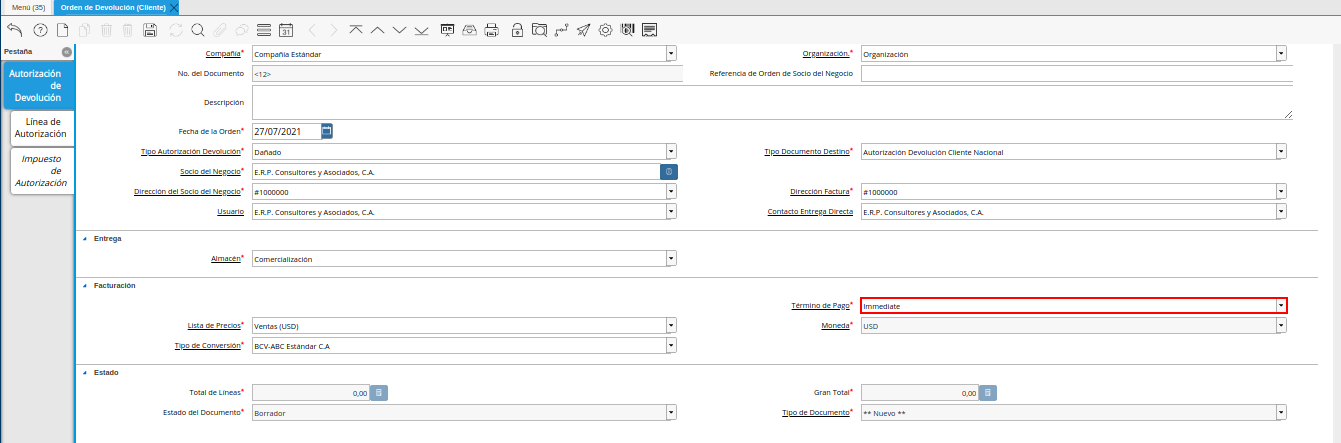 Menú (35) Orden de Devolución (Cliente)
31
Pestaña
Autorización de Devolución
Línea de Autorización
Impuesto de Autorización
Compañía* Compañia Estándar Organización.* Organización
No. del Documento <12> Referencia de Orden de Socio del Negocio
Descripción
Fecha de la Orden* 27/07/2021
Tipo Autorización Devolución* Dañado Tipo Documento Destino* Autorización Devolución Cliente Nacional
Socio del Negocio* E.R.P. Consultores y Asociados, C.A.
Dirección del Socio del Negocio* #1000000 Dirección Factura* #1000000
Usuario E.R.P. Consultores y Asociados, C.A. Contacto Entrega Directa E.R.P. Consultores y Asociados, C.A.
Entrega
Almacén* Comercialización
Facturación
Término de Pago* Immediate
Lista de Precios* Ventas (USD) Moneda* USD
Tipo de Conversión* BCV-ABC Estándar C.A
Estado
Total de Líneas* 0,00 Gran Total* 0,00
Estado del Documento* Borrador Tipo de Documento* ** Nuevo **